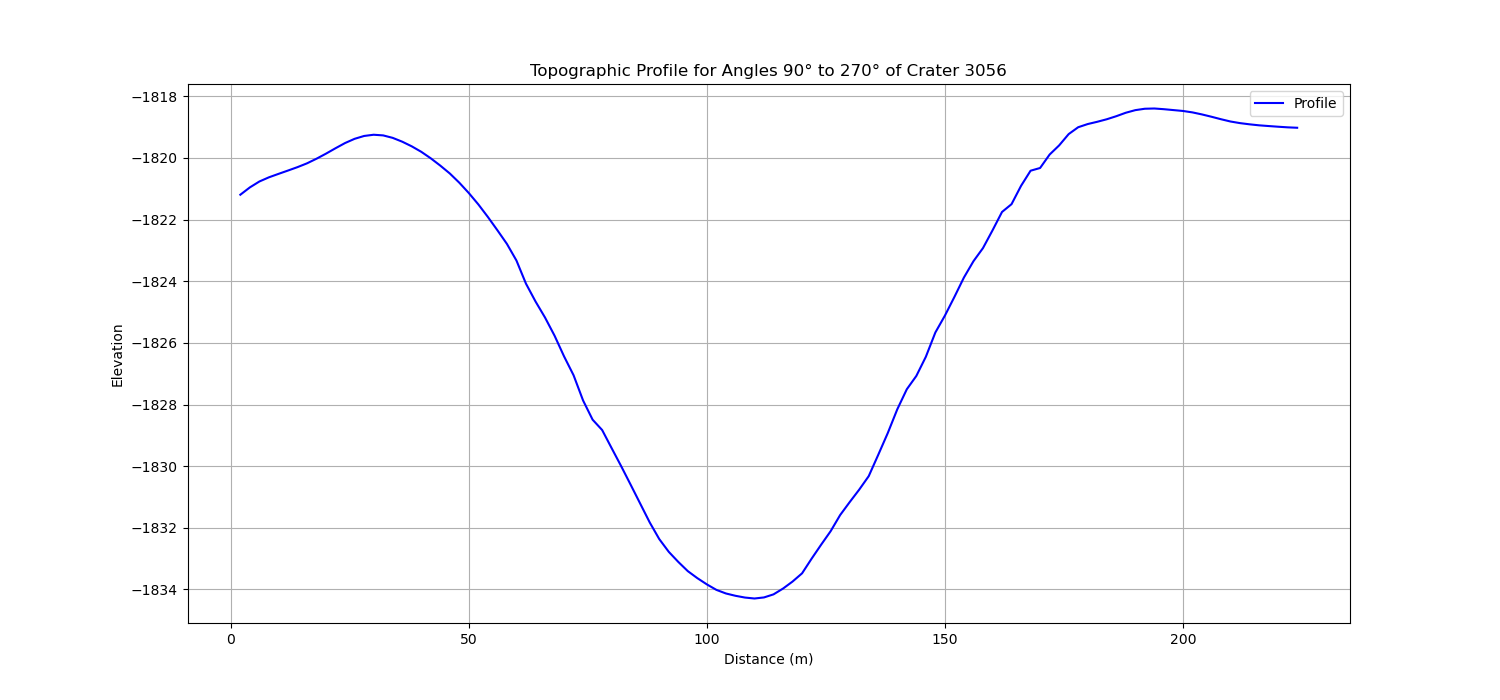 Topographic Profile for Angles 90° to 270° of Crater 3056
Profile
Elevation
−1818
−1820
−1822
−1824
−1826
−1828
−1830
−1832
−1834
0 50 100 150 200
Distance (m)